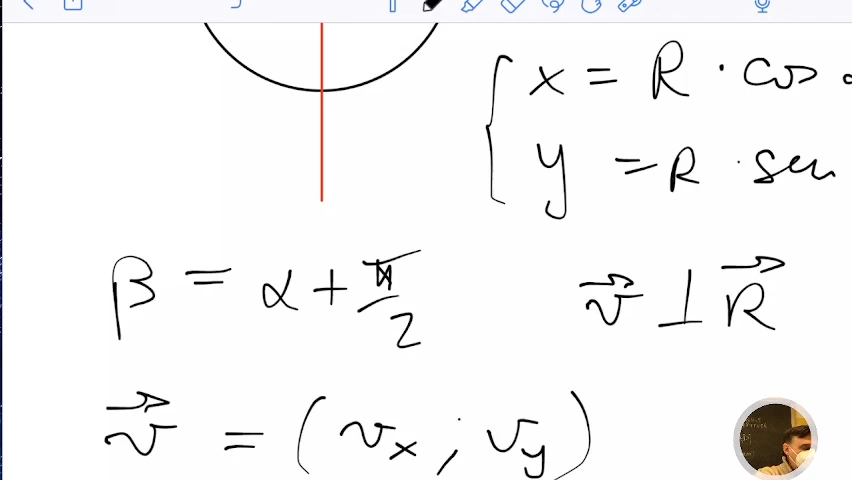 x = R · cos
y = R · sen
β = α + π/2    v⃗ ⊥ R⃗
v⃗ = (vx ; vy)